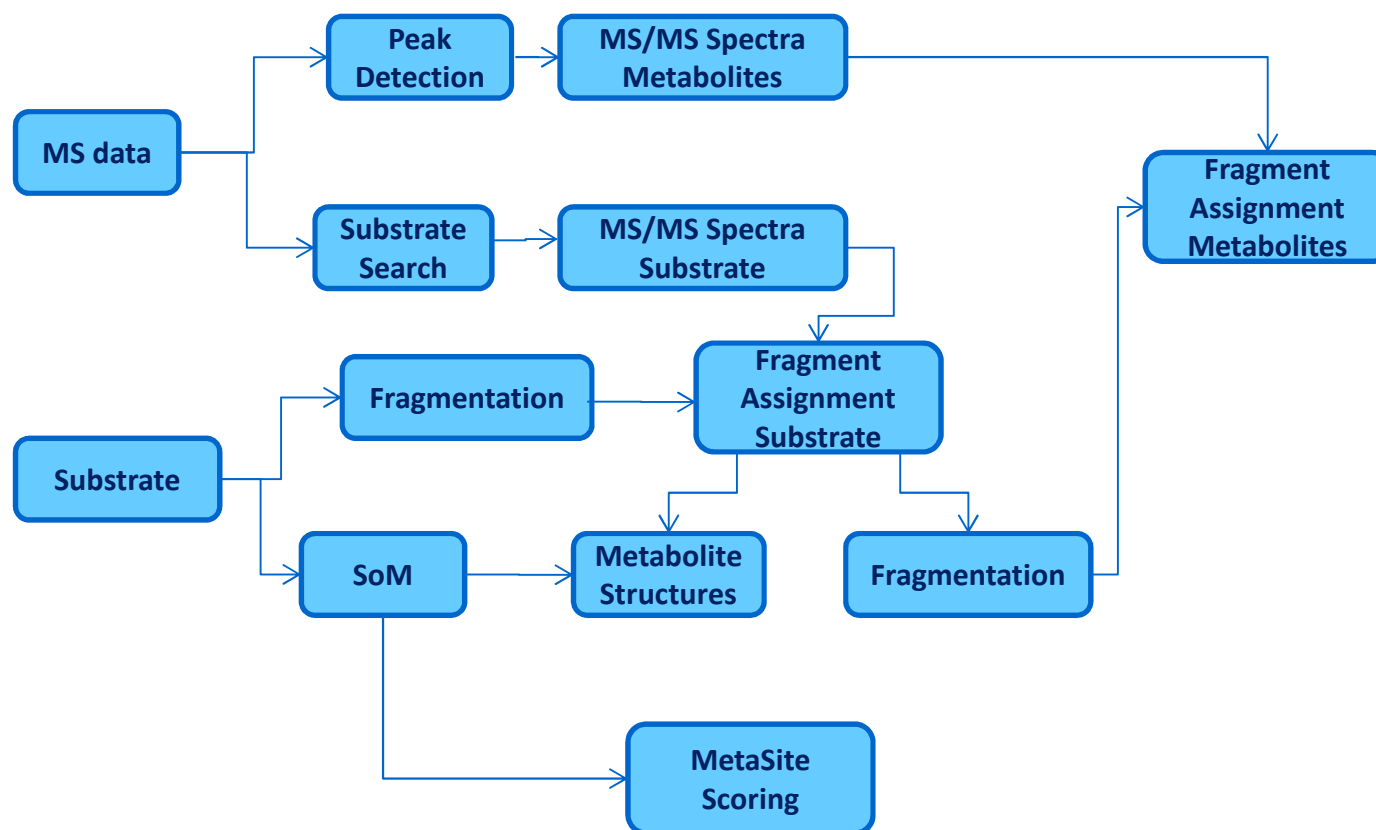 Peak
Detection
MS/MS Spectra
Metabolites
MS data
Fragment
Assignment
Metabolites
Substrate
Search
MS/MS Spectra
Substrate
Fragmentation
Fragment
Assignment
Substrate
Substrate
SoM
Metabolite
Structures
Fragmentation
MetaSite
Scoring